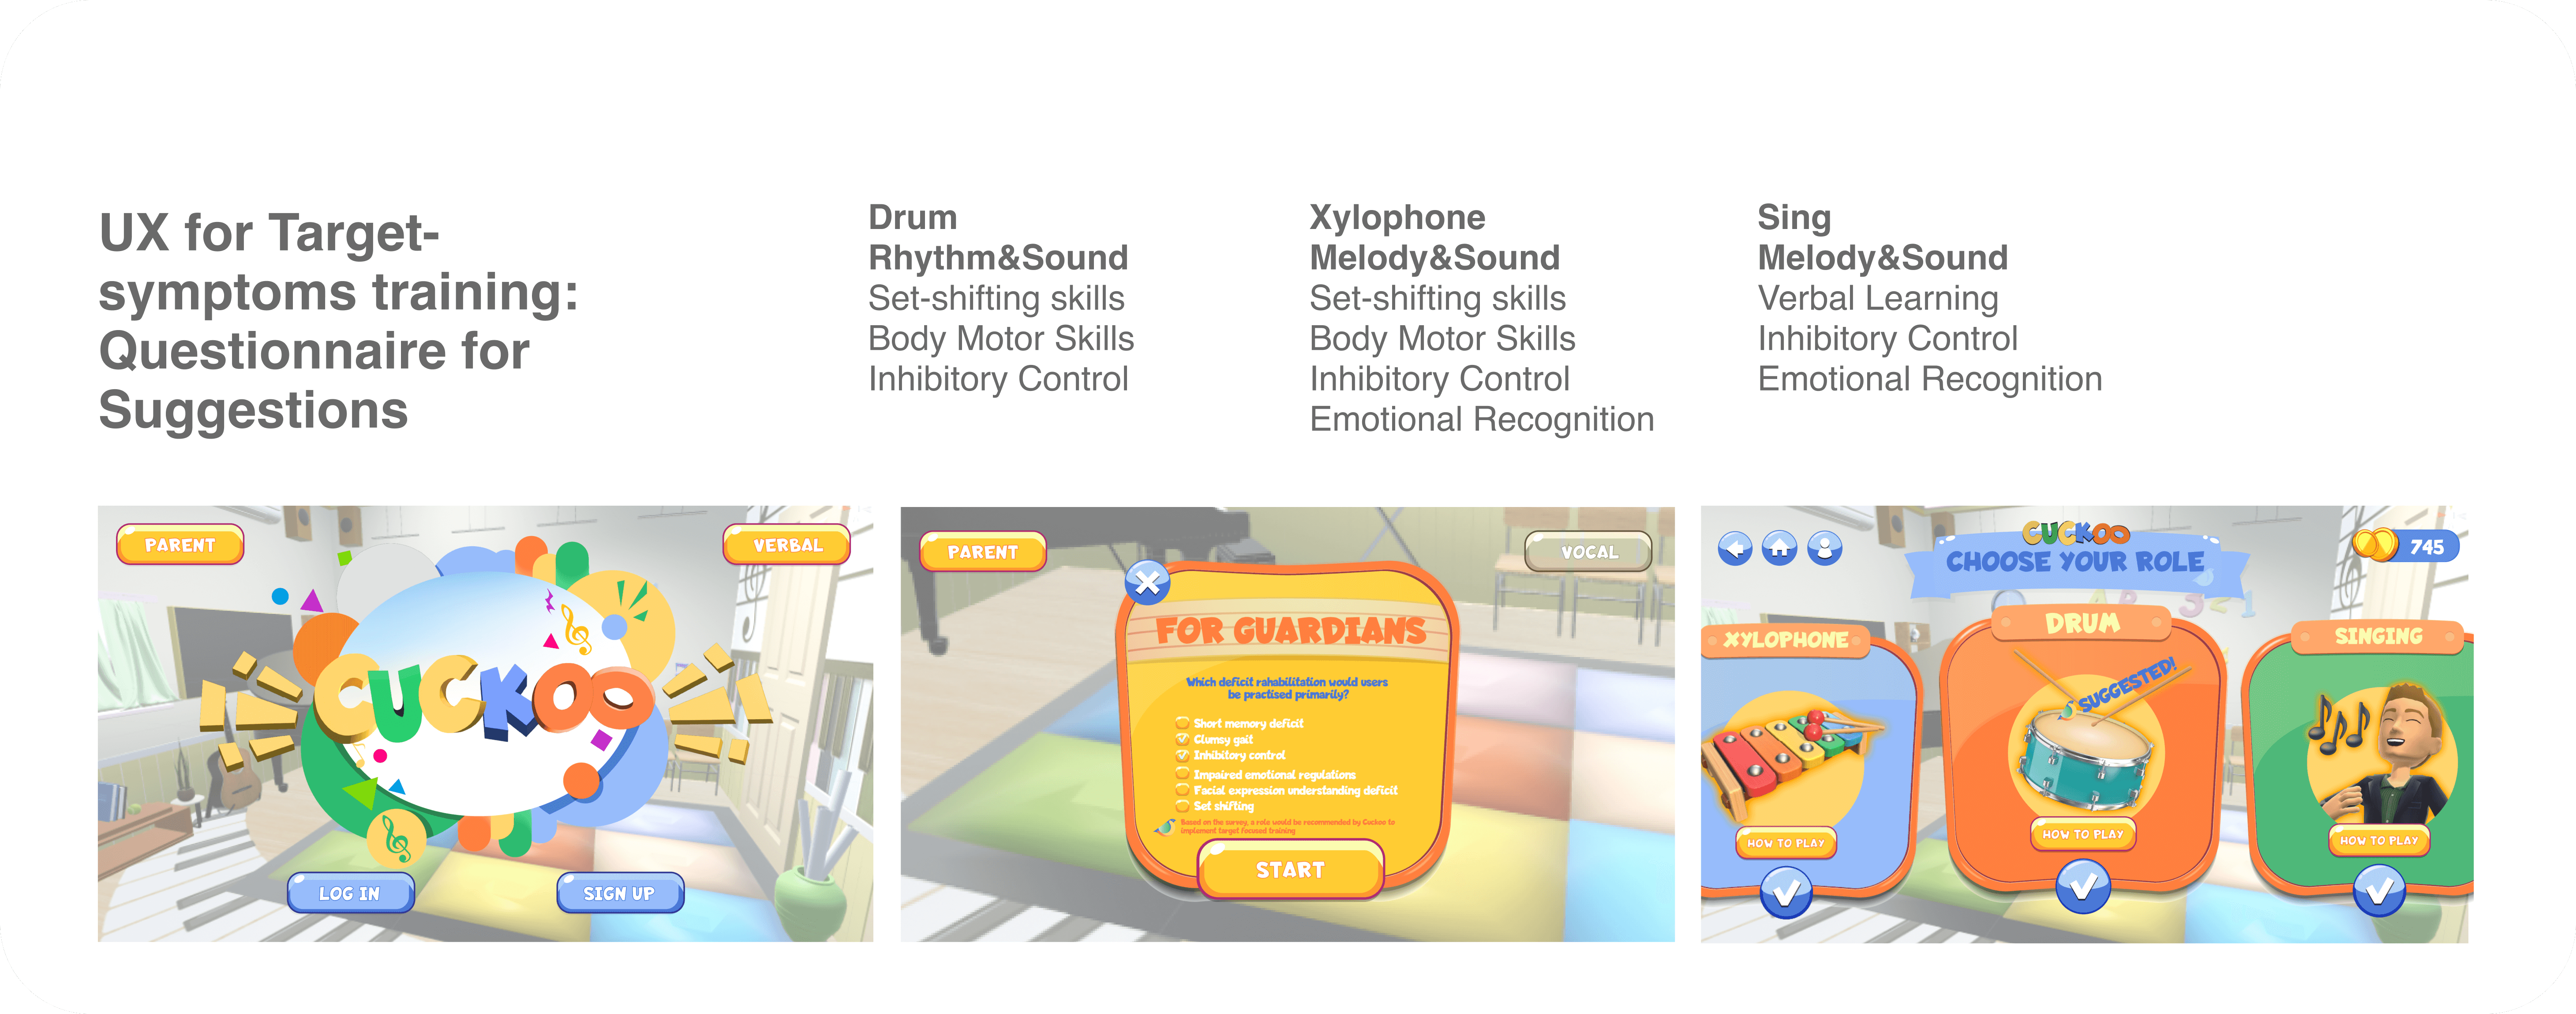 UX for Target-
symptoms training:
Questionnaire for
Suggestions
Drum
Rhythm&Sound
Set-shifting skills
Body Motor Skills
Inhibitory Control
Xylophone
Melody&Sound
Set-shifting skills
Body Motor Skills
Inhibitory Control
Emotional Recognition
Sing
Melody&Sound
Verbal Learning
Inhibitory Control
Emotional Recognition
PARENT
VERBAL
CUCKOO
LOG IN
SIGN UP
PARENT
VOCAL
FOR GUARDIANS
Which deficit rahabilitation would users
be practised primarily?
Short memory deficit
Clumsy gait
Inhibitory control
Impaired emotional regulations
Facial expression understanding deficit
Set shifting
Based on the survey, a role would be recommended by Cuckoo to
implement target focused training
START
CUCKOO
CHOOSE YOUR ROLE
745
XYLOPHONE
HOW TO PLAY
DRUM
SUGGESTED!
HOW TO PLAY
SINGING
HOW TO PLAY